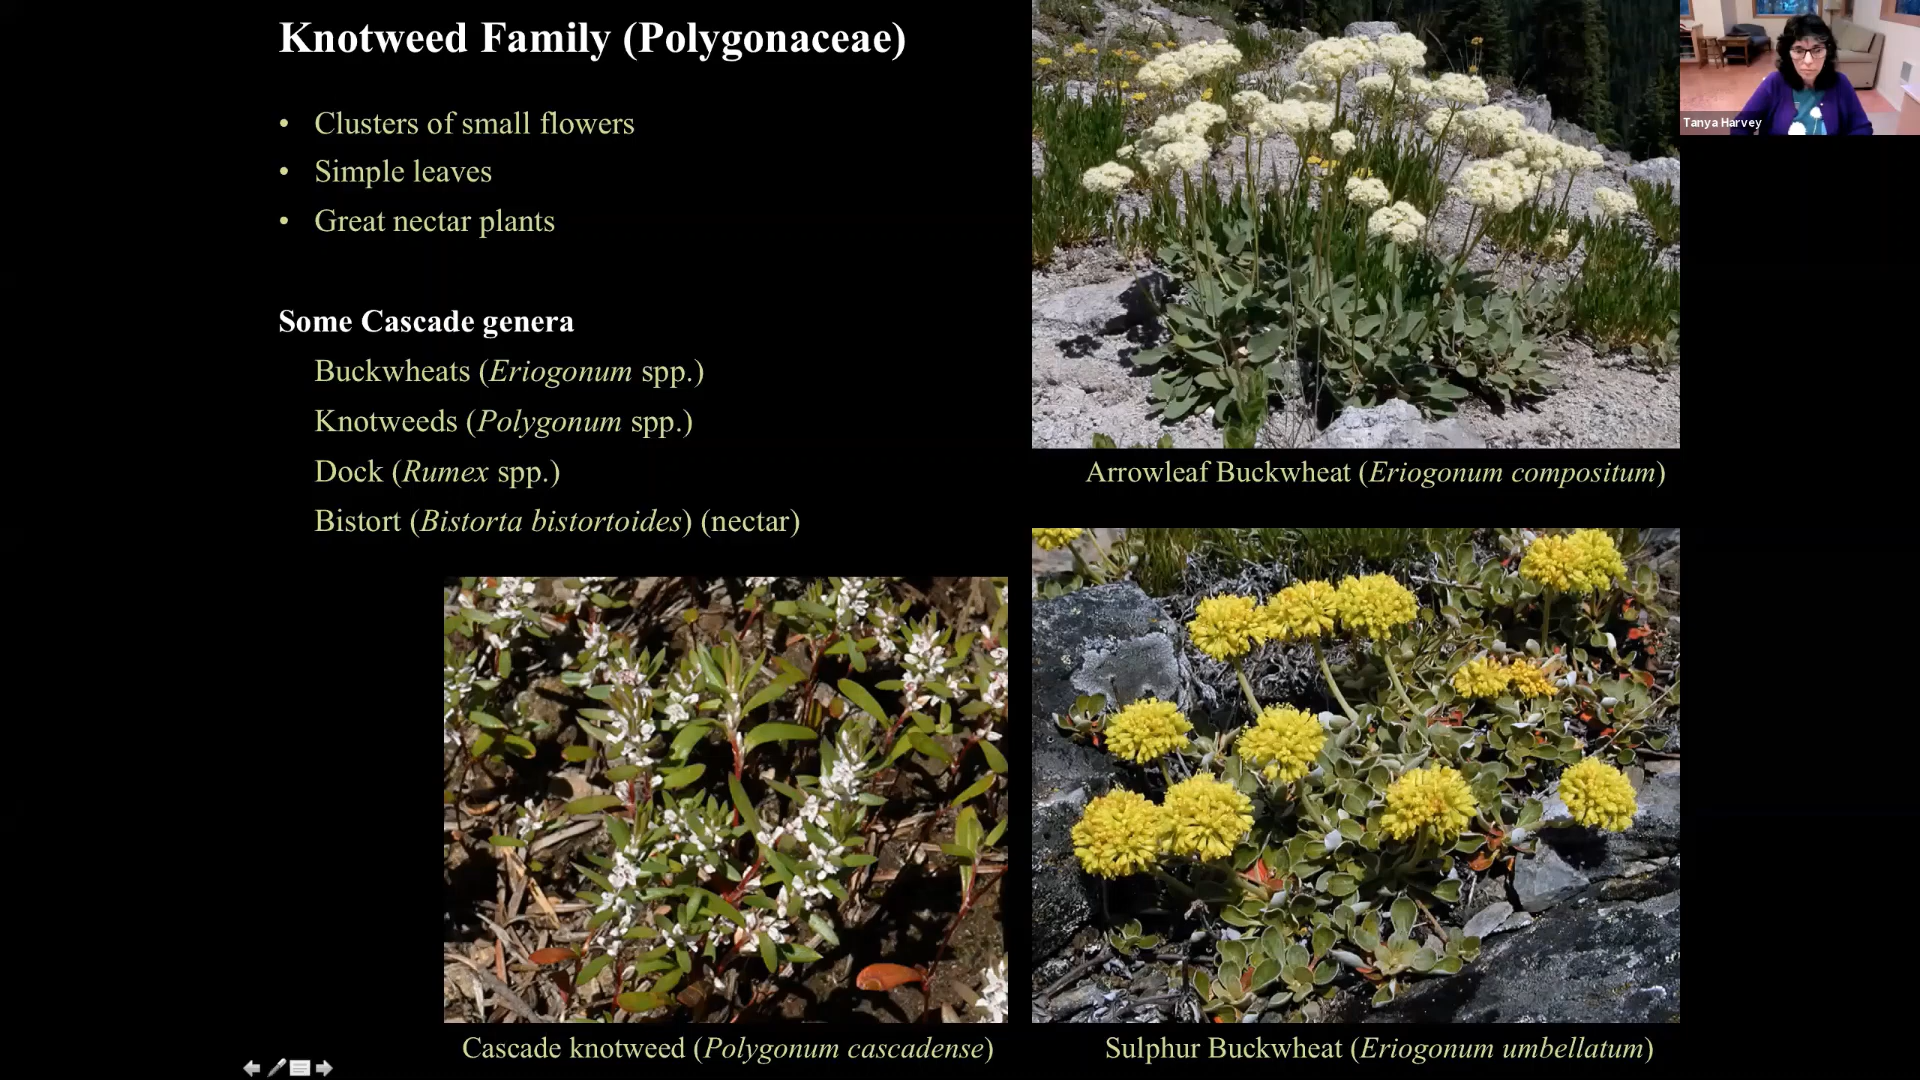 Knotweed Family (Polygonaceae)
• Clusters of small flowers
• Simple leaves
• Great nectar plants
Some Cascade genera
Buckwheats (Eriogonum spp.)
Knotweeds (Polygonum spp.)
Dock (Rumex spp.)
Bistort (Bistorta bistortoides) (nectar)
Tanya Harvey
Arrowleaf Buckwheat (Eriogonum compositum)
Cascade knotweed (Polygonum cascadense)
Sulphur Buckwheat (Eriogonum umbellatum)